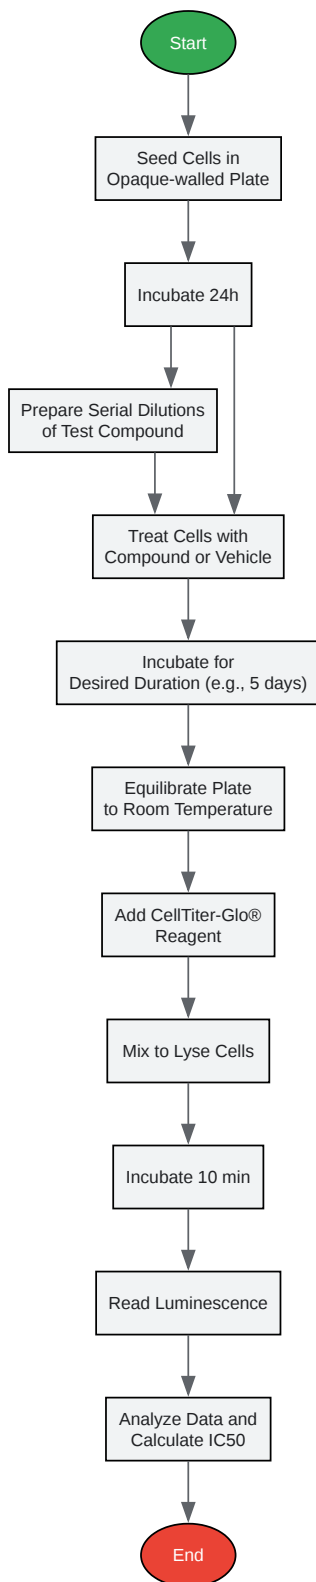 Start
Seed Cells in
Opaque-walled Plate
Incubate 24h
Prepare Serial Dilutions
of Test Compound
Treat Cells with
Compound or Vehicle
Incubate for
Desired Duration (e.g., 5 days)
Equilibrate Plate
to Room Temperature
Add CellTiter-Glo®
Reagent
Mix to Lyse Cells
Incubate 10 min
Read Luminescence
Analyze Data and
Calculate IC50
End